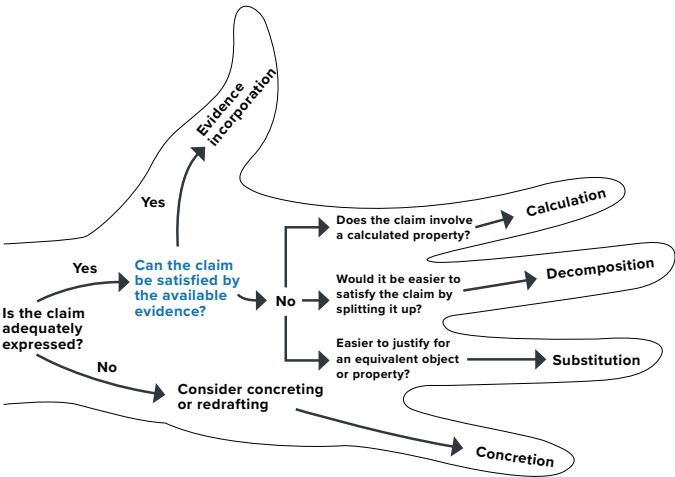 Evidence
incorporation
Yes
Does the claim involve
a calculated property?
Calculation
Yes
Can the claim
be satisfied by
the available
evidence?
No
Would it be easier to
satisfy the claim by
splitting it up?
Decomposition
Is the claim
adequately
expressed?
Easier to justify for
an equivalent object
or property?
Substitution
No
Consider concreting
or redrafting
Concretion